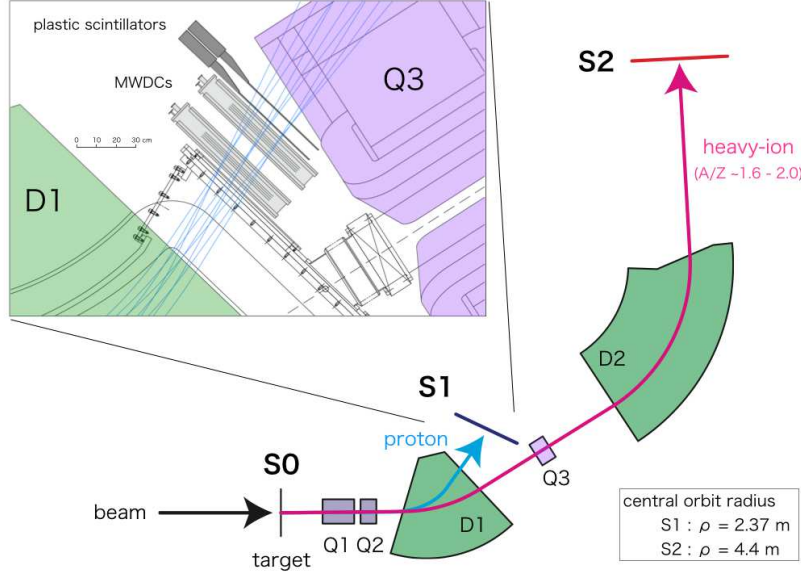 plastic scintillators
MWDCs
Q3
0 10 20 30 cm
D1
S2
heavy-ion
(A/Z ~1.6 - 2.0)
D2
S1
proton
S0
Q3
beam
D1
Q1 Q2
target
central orbit radius
S1 : ρ = 2.37 m
S2 : ρ = 4.4 m